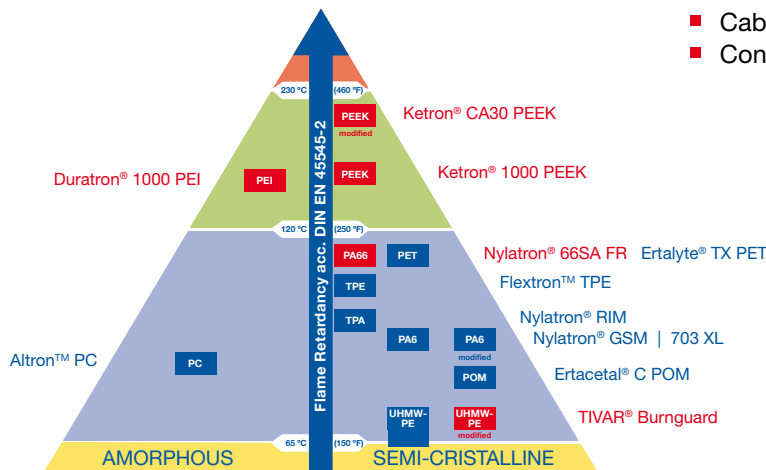 Cab
Con
230 °C (460 °F)
PEEK
modified
Ketron® CA30 PEEK
Duratron® 1000 PEI
PEI
PEEK
Ketron® 1000 PEEK
Flame Retardancy acc. DIN EN 45545-2
120 °C (250 °F)
PA66
PET
Nylatron® 66SA FR Ertalyte® TX PET
TPE
Flextron™ TPE
TPA
Nylatron® RIM
PA6
PA6
modified
Nylatron® GSM | 703 XL
Altron™ PC
PC
POM
Ertacetal® C POM
UHMW-
PE
UHMW-
PE
modified
TIVAR® Burnguard
65 °C (150 °F)
AMORPHOUS SEMI-CRISTALLINE